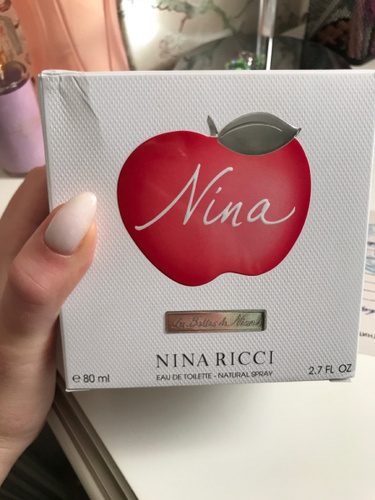 Nina
Les Belles de Nina
NINA RICCI
℮ 80 ml
EAU DE TOILETTE - NATURAL SPRAY
2.7 FL OZ